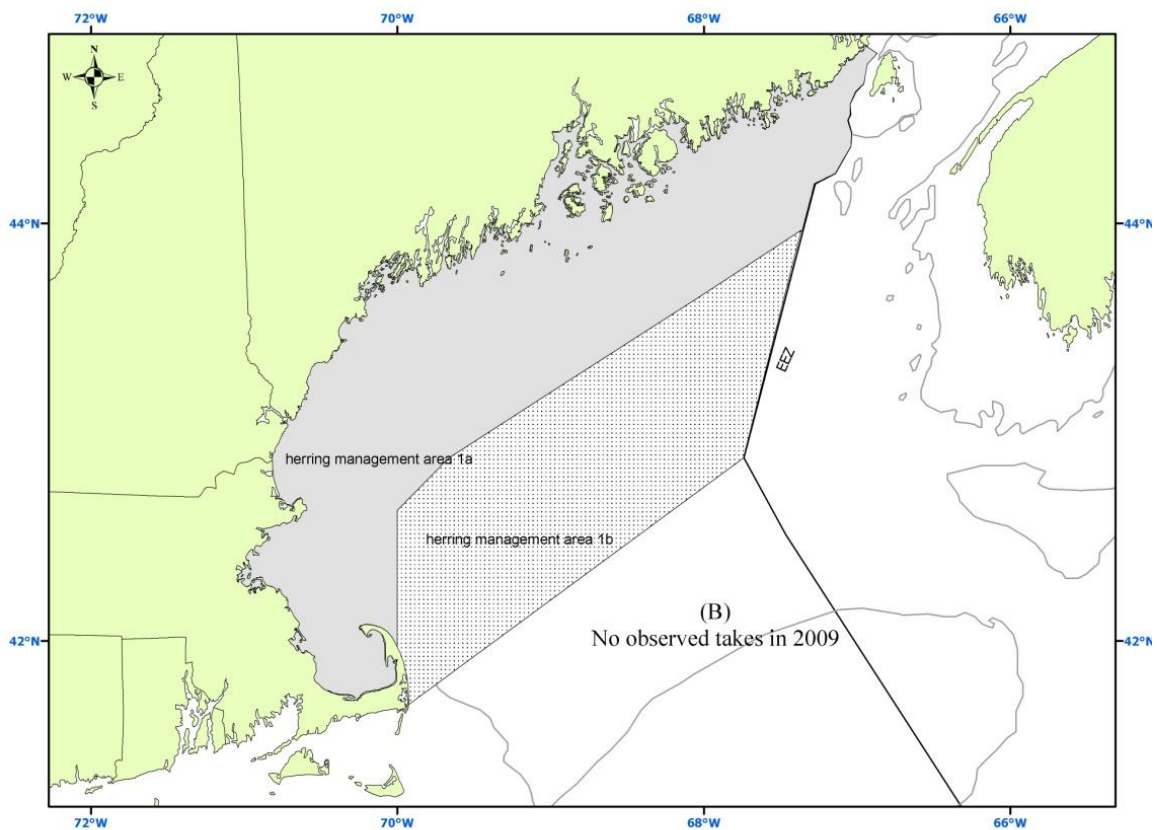 72°W 70°W 68°W 66°W
N
W E
S
44°N 44°N
EEZ
herring management area 1a
herring management area 1b
(B)
No observed takes in 2009
42°N 42°N
72°W 70°W 68°W 66°W